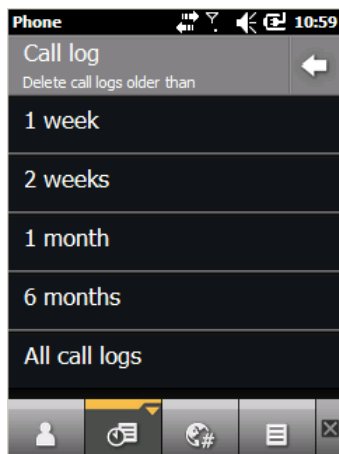 Phone 10:59
Call log
Delete call logs older than
1 week
2 weeks
1 month
6 months
All call logs
#